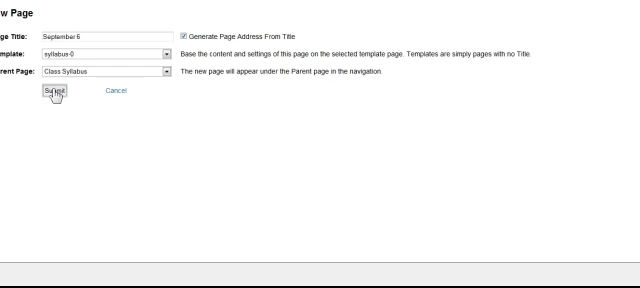 w Page
ge Title: September 6 Generate Page Address From Title
mplate: syllabus-0 Base the content and settings of this page on the selected template page. Templates are simply pages with no Title.
rent Page: Class Syllabus The new page will appear under the Parent page in the navigation.
Submit Cancel